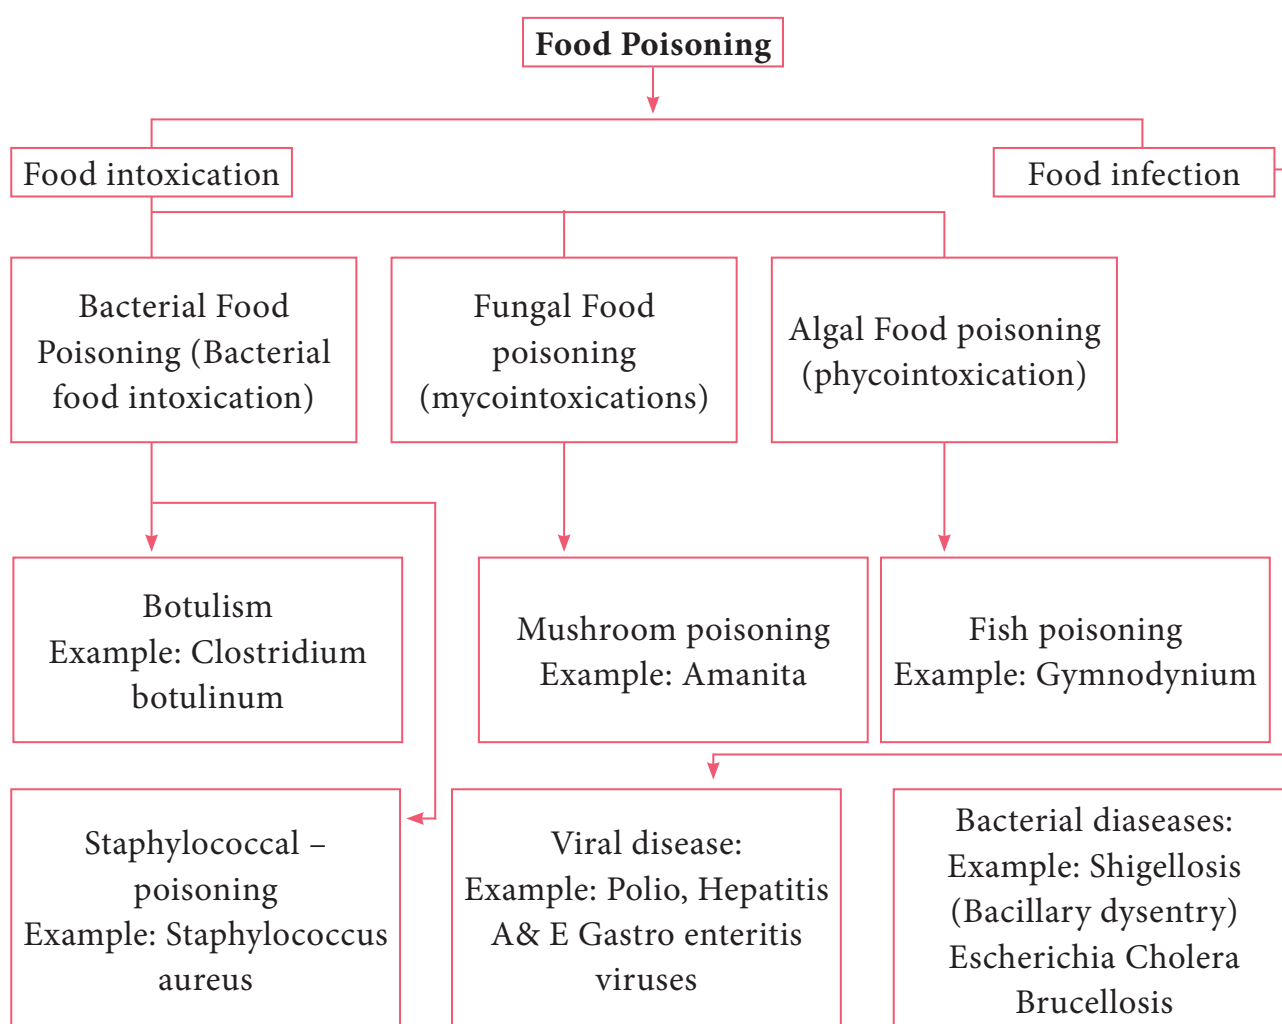 Food Poisoning
Food intoxication
Food infection
Bacterial Food
Poisoning (Bacterial
food intoxication)
Fungal Food
poisoning
(mycointoxications)
Algal Food poisoning
(phycointoxication)
Botulism
Example: Clostridium
botulinum
Mushroom poisoning
Example: Amanita
Fish poisoning
Example: Gymnodynium
Staphylococcal –
poisoning
Example: Staphylococcus
aureus
Viral disease:
Example: Polio, Hepatitis
A& E Gastro enteritis
viruses
Bacterial diaseases:
Example: Shigellosis
(Bacillary dysentry)
Escherichia Cholera
Brucellosis